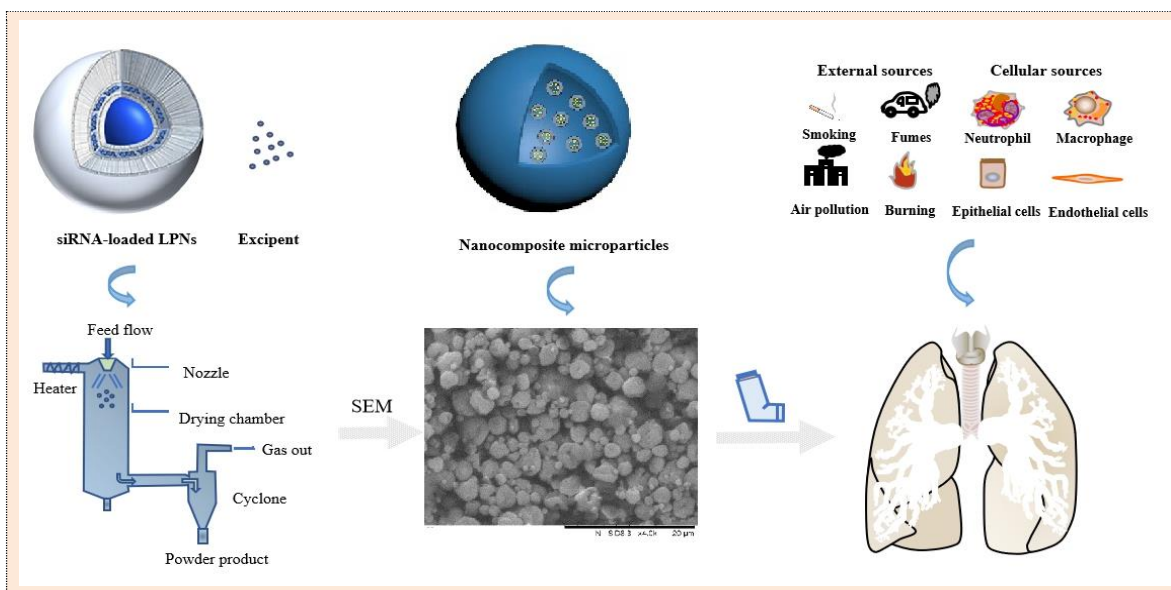 External sources
Cellular sources
Smoking
Fumes
Neutrophil
Macrophage
Air pollution
Burning
Epithelial cells
Endothelial cells
siRNA-loaded LPNs
Excipent
Nanocomposite microparticles
Feed flow
Heater
Nozzle
Drying chamber
Gas out
Cyclone
Powder product
SEM
20 µm